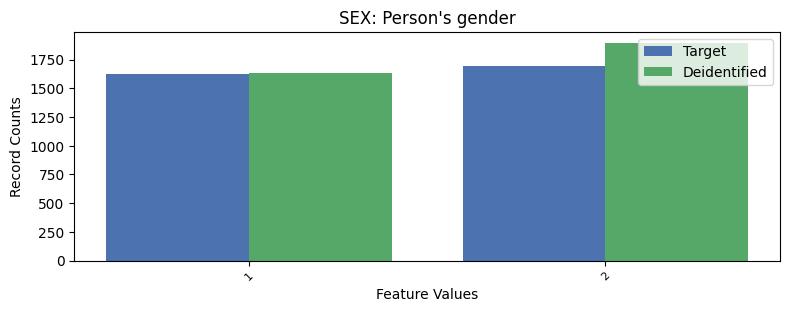 SEX: Person's gender
Target
Deidentified
Record Counts
1750
1500
1250
1000
750
500
250
0
1
2
Feature Values